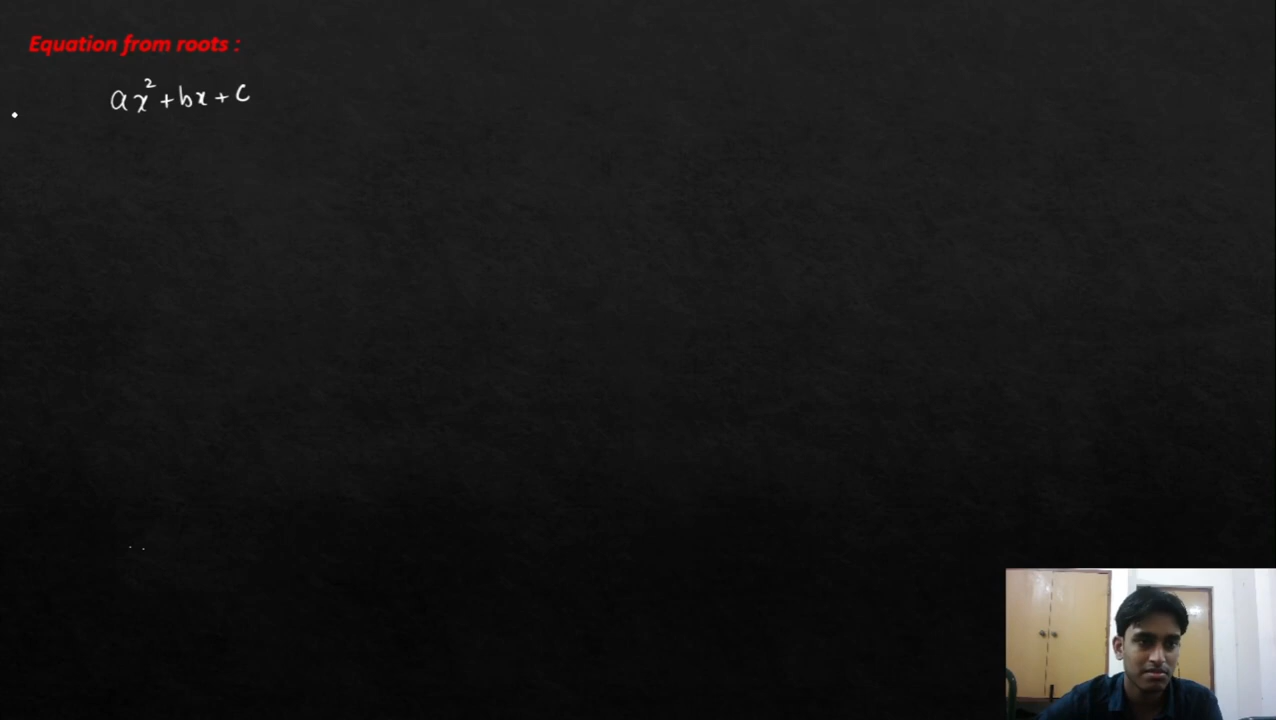 Equation from roots :
ax²+bx+c